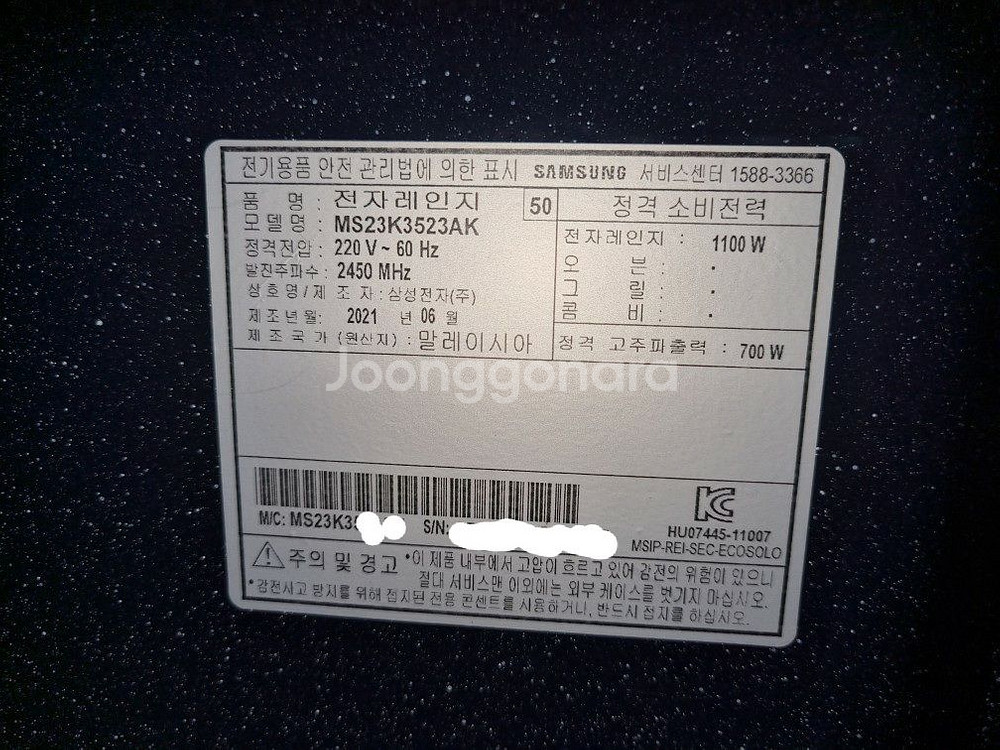 전기용품 안전 관리법에 의한 표시 SAMSUNG 서비스센터 1588-3366
품 명 : 전자레인지 50
모델명 : MS23K3523AK
정격전압 : 220 V ~ 60 Hz
발진주파수 : 2450 MHz
상호명 / 제조자 : 삼성전자(주)
제조년월: 2021 년 06 월
제조국가 (원산지) : 말레이시아
정격 소비전력
전자레인지 : 1100 W
오 븐 : .
그 릴 : .
콤 비 : .
정격 고주파출력 : 700 W
Joonggonara
M/C: MS23K35
S/N:
HU07445-11007
MSIP-REI-SEC-ECOSOLO
주의 및 경고 •이 제품 내부에서 고압이 흐르고 있어 감전의 위험이 있으니
절대 서비스맨 이외에는 외부 케이스를 벗기지 마십시오.
•감전사고 방지를 위해 접지된 전용 콘센트를 사용하거나, 반드시 접지를 하십시오.